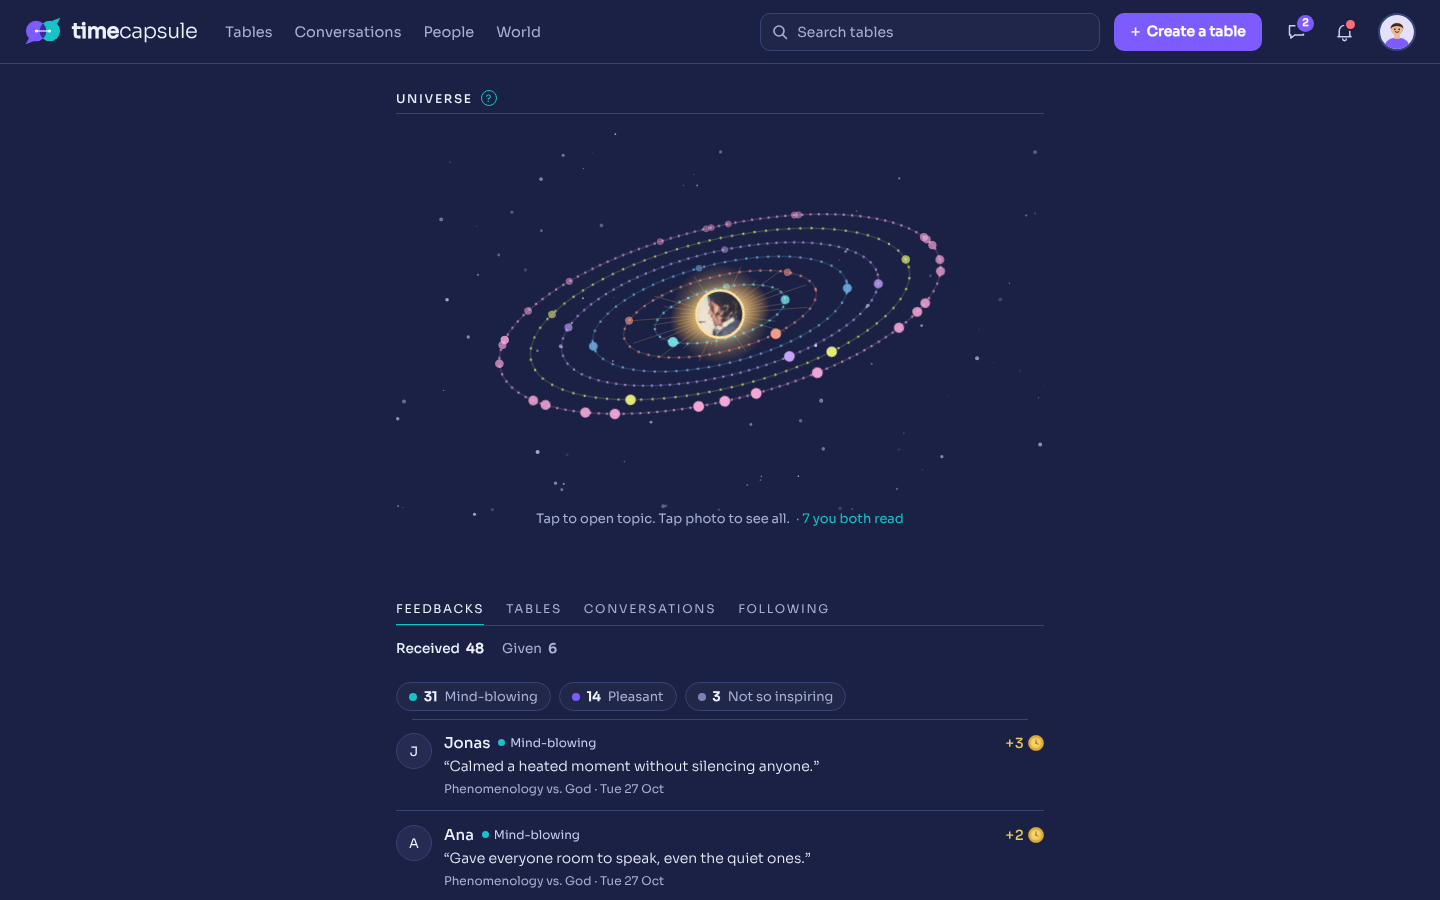 timecapsule Tables Conversations People World Search tables + Create a table 2
UNIVERSE ?
Tap to open topic. Tap photo to see all. · 7 you both read
FEEDBACKS TABLES CONVERSATIONS FOLLOWING
Received 48 Given 6
31 Mind-blowing 14 Pleasant 3 Not so inspiring
J Jonas Mind-blowing +3
“Calmed a heated moment without silencing anyone.”
Phenomenology vs. God · Tue 27 Oct
A Ana Mind-blowing +2
“Gave everyone room to speak, even the quiet ones.”
Phenomenology vs. God · Tue 27 Oct